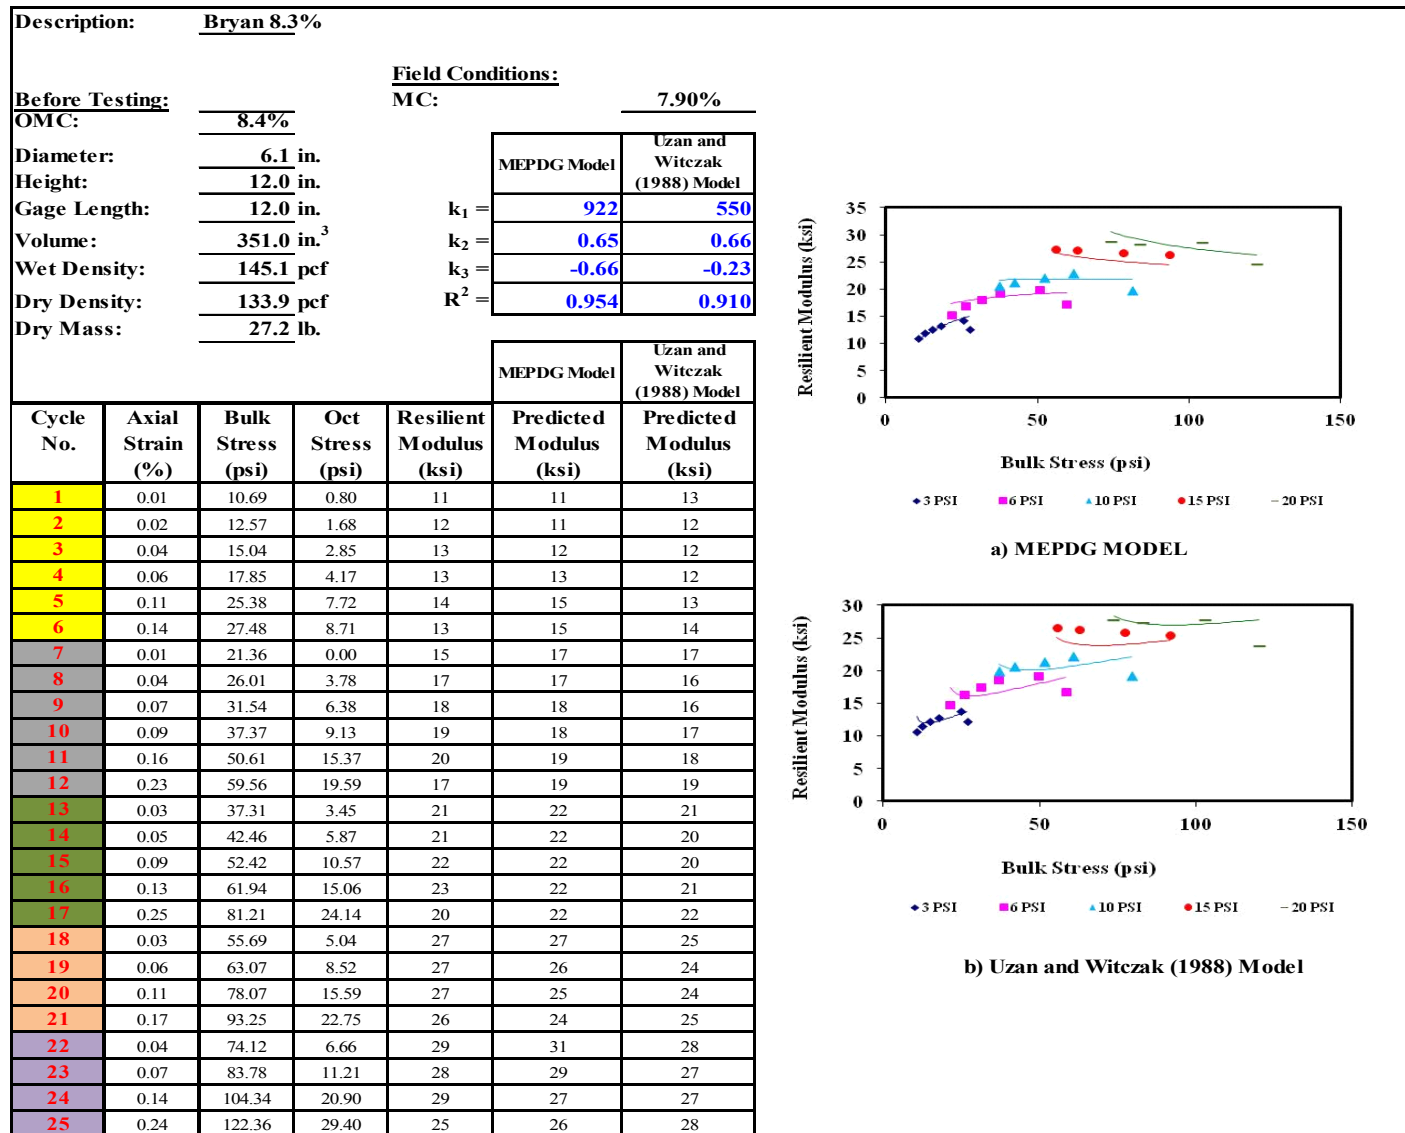 Description: Bryan 8.3%
Field Conditions:
Before Testing: MC: 7.90%
OMC: 8.4%
Diameter: 6.1 in.
Height: 12.0 in.
Gage Length: 12.0 in.
Volume: 351.0 in.³
Wet Density: 145.1 pcf
Dry Density: 133.9 pcf
Dry Mass: 27.2 lb.
MEPDG Model Uzan and Witczak (1988) Model
k₁ = 922 550
k₂ = 0.65 0.66
k₃ = -0.66 -0.23
R² = 0.954 0.910
MEPDG Model Uzan and Witczak (1988) Model
Cycle No. Axial Strain (%) Bulk Stress (psi) Oct Stress (psi) Resilient Modulus (ksi) Predicted Modulus (ksi) Predicted Modulus (ksi)
1 0.01 10.69 0.80 11 11 13
2 0.02 12.57 1.68 12 11 12
3 0.04 15.04 2.85 13 12 12
4 0.06 17.85 4.17 13 13 12
5 0.11 25.38 7.72 14 15 13
6 0.14 27.48 8.71 13 15 14
7 0.01 21.36 0.00 15 17 17
8 0.04 26.01 3.78 17 17 16
9 0.07 31.54 6.38 18 18 16
10 0.09 37.37 9.13 19 18 17
11 0.16 50.61 15.37 20 19 18
12 0.23 59.56 19.59 17 19 19
13 0.03 37.31 3.45 21 22 21
14 0.05 42.46 5.87 21 22 20
15 0.09 52.42 10.57 22 22 20
16 0.13 61.94 15.06 23 22 21
17 0.25 81.21 24.14 20 22 22
18 0.03 55.69 5.04 27 27 25
19 0.06 63.07 8.52 27 26 24
20 0.11 78.07 15.59 27 25 24
21 0.17 93.25 22.75 26 24 25
22 0.04 74.12 6.66 29 31 28
23 0.07 83.78 11.21 28 29 27
24 0.14 104.34 20.90 29 27 27
25 0.24 122.36 29.40 25 26 28
Resilient Modulus (ksi)
35
30
25
20
15
10
5
0
0 50 100 150
Bulk Stress (psi)
3 PSI 6 PSI 10 PSI 15 PSI 20 PSI
a) MEPDG MODEL
Resilient Modulus (ksi)
30
25
20
15
10
5
0
0 50 100 150
Bulk Stress (psi)
3 PSI 6 PSI 10 PSI 15 PSI 20 PSI
b) Uzan and Witczak (1988) Model